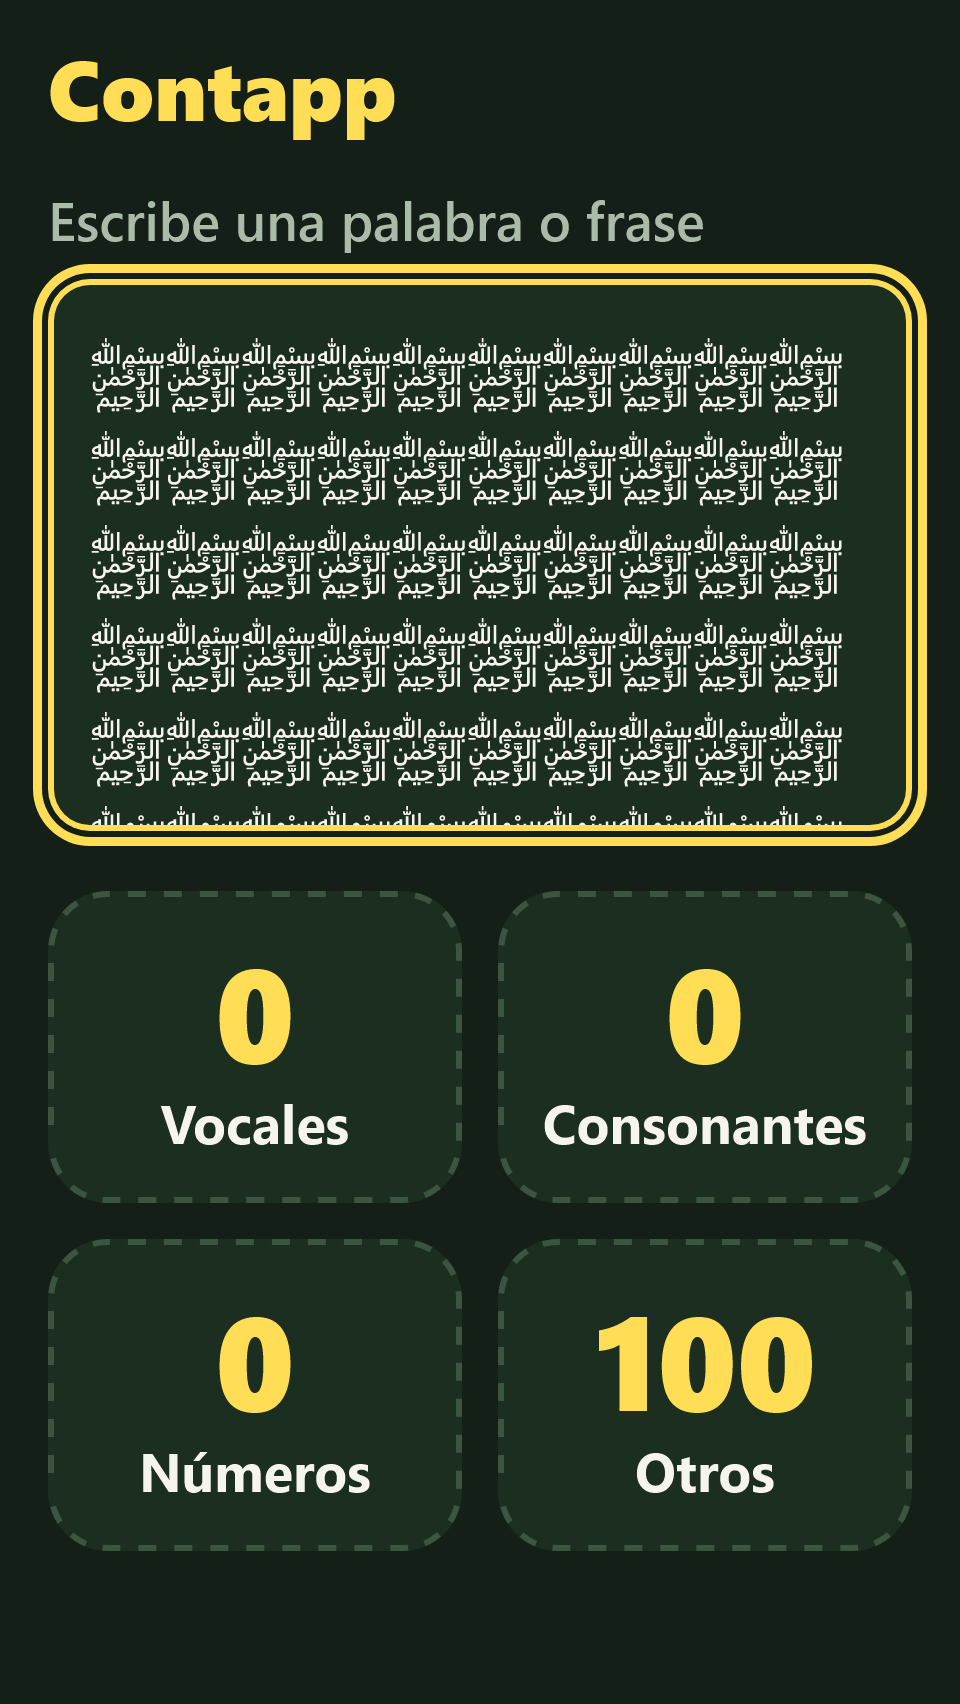 Contapp
Escribe una palabra o frase
﷽﷽﷽﷽﷽﷽﷽﷽﷽﷽
﷽﷽﷽﷽﷽﷽﷽﷽﷽﷽
﷽﷽﷽﷽﷽﷽﷽﷽﷽﷽
﷽﷽﷽﷽﷽﷽﷽﷽﷽﷽
﷽﷽﷽﷽﷽﷽﷽﷽﷽﷽
0
Vocales
0
Consonantes
0
Números
100
Otros